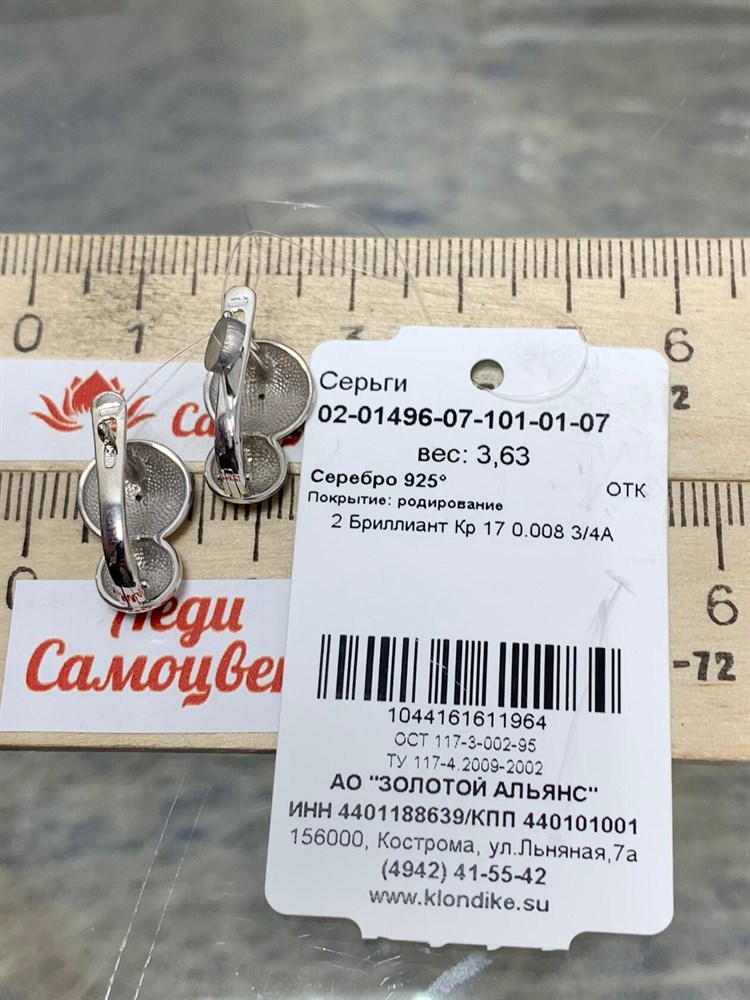 0
1
3
6
2
Са
Серьги
02-01496-07-101-01-07
вес: 3,63
Серебро 925°
ОТК
Покрытие: родирование
2 Бриллиант Кр 17 0.008 3/4А
0
6
-72
Леди
Самоцве
1044161611964
ОСТ 117-3-002-95
ТУ 117-4.2009-2002
АО "ЗОЛОТОЙ АЛЬЯНС"
ИНН 4401188639/КПП 440101001
156000, Кострома, ул.Льняная,7а
(4942) 41-55-42
www.klondike.su